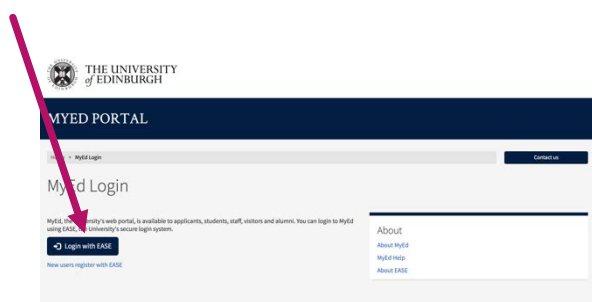 THE UNIVERSITY
of EDINBURGH
MYED PORTAL
MyEd Login
Contact us
MyEd Login
MyEd, the University's web portal, is available to applicants, students, staff, visitors and alumni. You can login to MyEd
using EASE, the University's secure login system.
Login with EASE
New users register with EASE
About
About MyEd
MyEd Help
About EASE